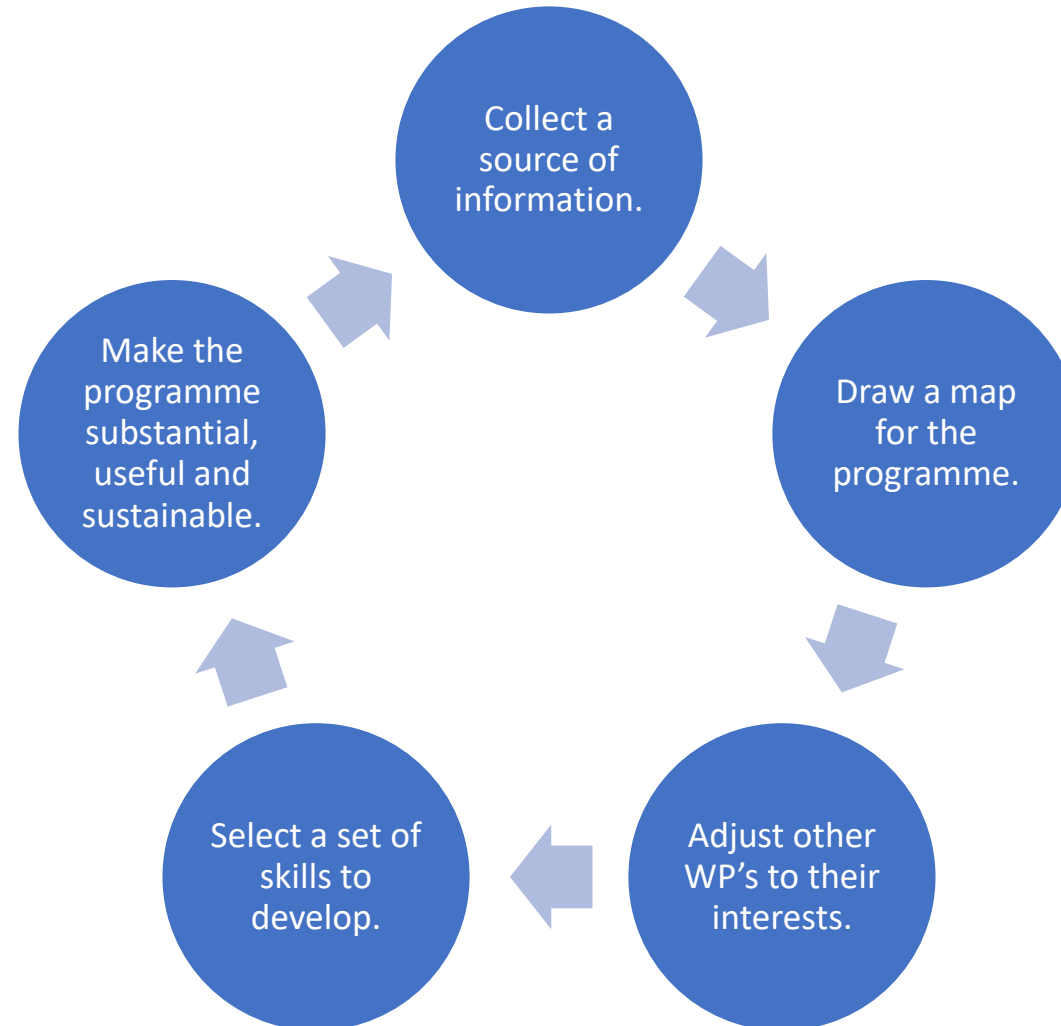 Collect a
source of
information.
Draw a map
for the
programme.
Adjust other
WP’s to their
interests.
Select a set of
skills to
develop.
Make the
programme
substantial,
useful and
sustainable.